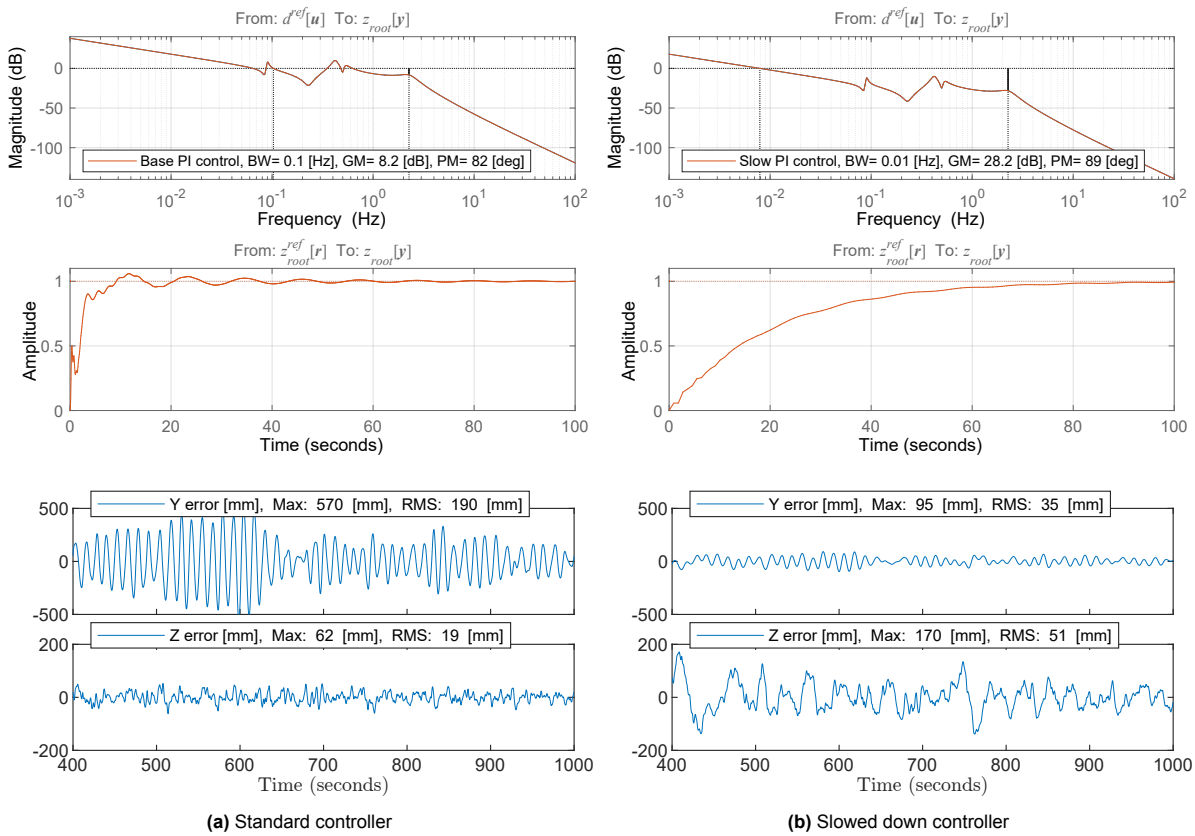 From: d^ref[u] To: z_root[y]
Magnitude (dB)
0
-50
-100
Base PI control, BW= 0.1 [Hz], GM= 8.2 [dB], PM= 82 [deg]
10^-3 10^-2 10^-1 10^0 10^1 10^2
Frequency (Hz)
From: z_root^ref[r] To: z_root[y]
Amplitude
1
0.5
0
0 20 40 60 80 100
Time (seconds)
Y error [mm], Max: 570 [mm], RMS: 190 [mm]
500
0
-500
Z error [mm], Max: 62 [mm], RMS: 19 [mm]
200
0
-200
400 500 600 700 800 900 1000
Time (seconds)
(a) Standard controller
From: d^ref[u] To: z_root[y]
Magnitude (dB)
0
-50
-100
Slow PI control, BW= 0.01 [Hz], GM= 28.2 [dB], PM= 89 [deg]
10^-3 10^-2 10^-1 10^0 10^1 10^2
Frequency (Hz)
From: z_root^ref[r] To: z_root[y]
Amplitude
1
0.5
0
0 20 40 60 80 100
Time (seconds)
Y error [mm], Max: 95 [mm], RMS: 35 [mm]
500
0
-500
Z error [mm], Max: 170 [mm], RMS: 51 [mm]
200
0
-200
400 500 600 700 800 900 1000
Time (seconds)
(b) Slowed down controller